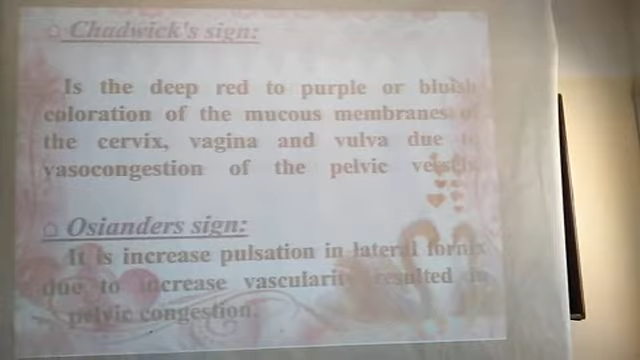 Chadwick's sign:
Is the deep red to purple or bluish
coloration of the mucous membranes of
the cervix, vagina and vulva due to
vasocongestion of the pelvic vessels.
Osianders sign:
It is increase pulsation in lateral fornix
due to increase vascularity resulted in
pelvic congestion.